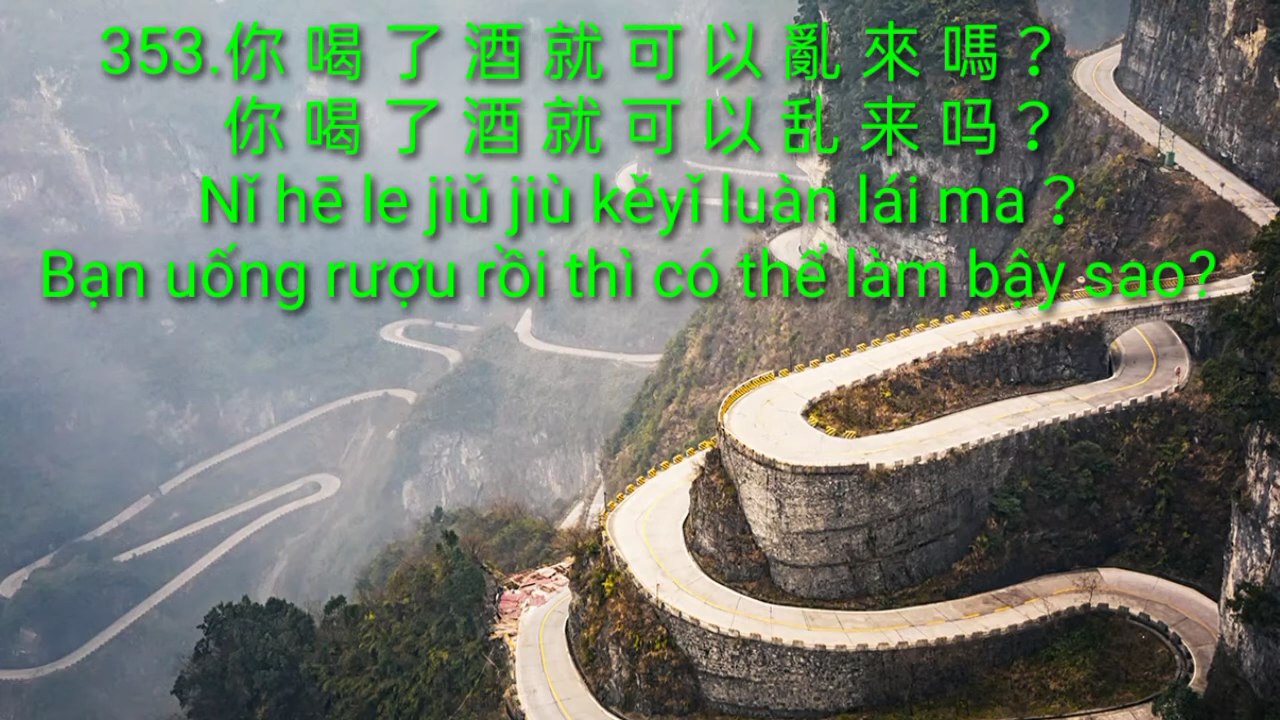 353.你喝了酒就可以亂來嗎？
你喝了酒就可以乱来吗？
Nǐ hē le jiǔ jiù kěyǐ luàn lái ma？
Bạn uống rượu rồi thì có thể làm bậy sao?